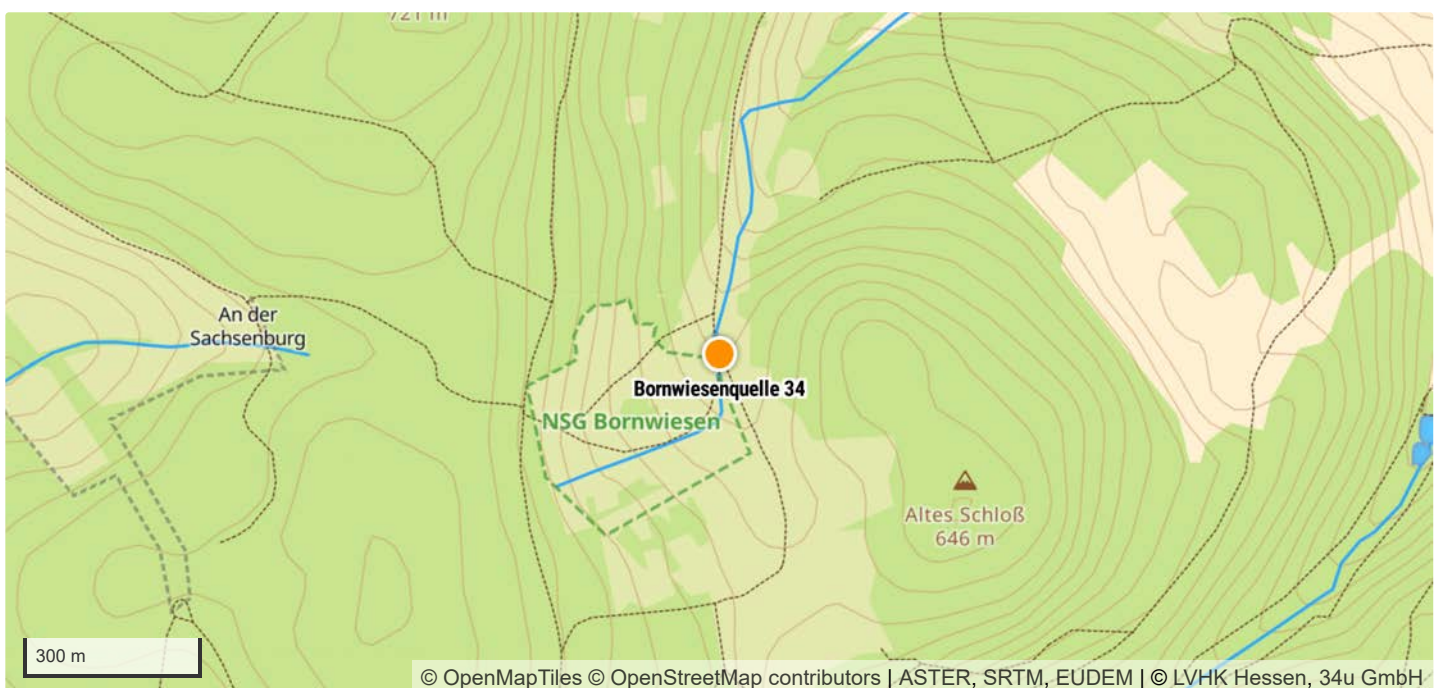 721 m
An der
Sachsenburg
Bornwiesenquelle 34
NSG Bornwiesen
Altes Schloß
646 m
300 m
© OpenMapTiles © OpenStreetMap contributors | ASTER, SRTM, EUDEM | © LVHK Hessen, 34u GmbH